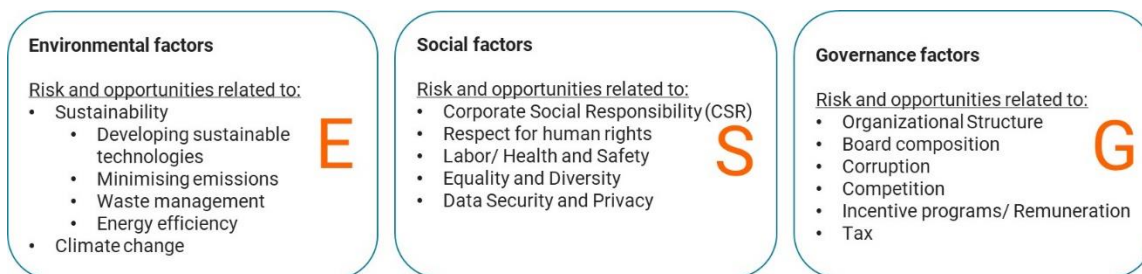 Environmental factors
Risk and opportunities related to:
• Sustainability
• Developing sustainable
technologies
• Minimising emissions
• Waste management
• Energy efficiency
• Climate change
E
Social factors
Risk and opportunities related to:
• Corporate Social Responsibility (CSR)
• Respect for human rights
• Labor/ Health and Safety
• Equality and Diversity
• Data Security and Privacy
S
Governance factors
Risk and opportunities related to:
• Organizational Structure
• Board composition
• Corruption
• Competition
• Incentive programs/ Remuneration
• Tax
G